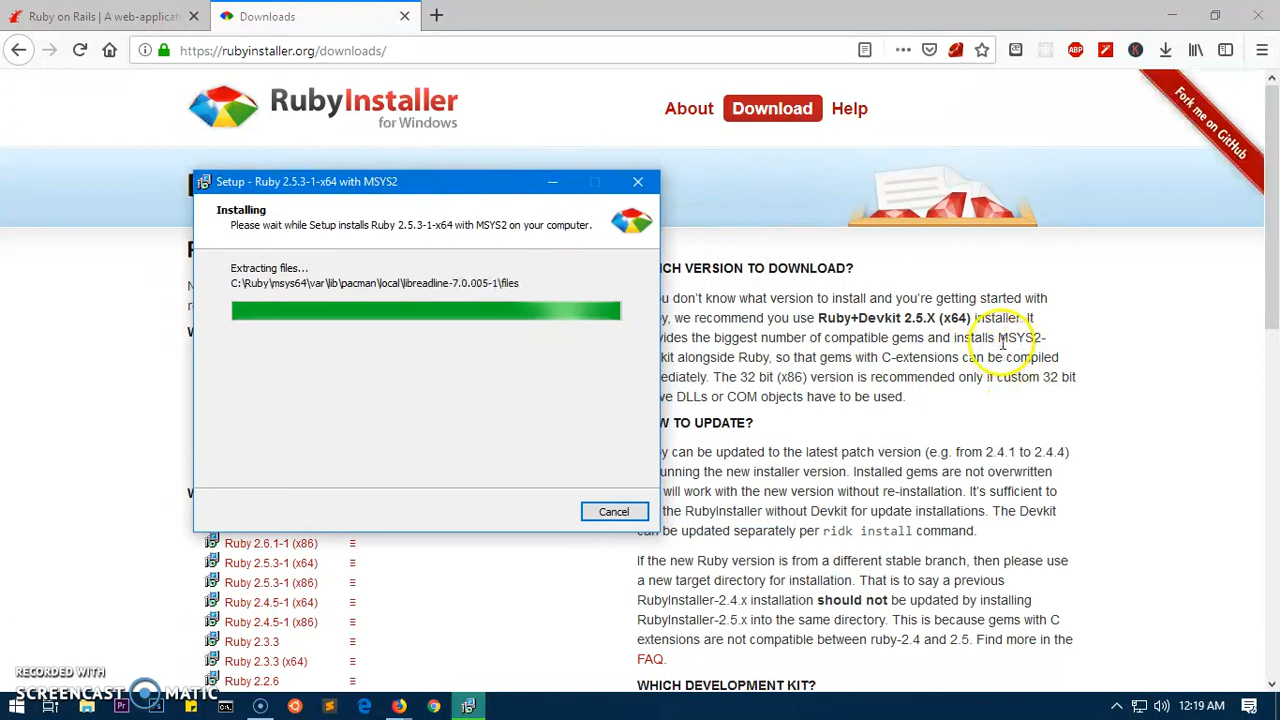 Ruby on Rails | A web-applicat
Downloads
https://rubyinstaller.org/downloads/
ABP
K
RubyInstaller
for Windows
About
Download
Help
Fork me on GitHub
Setup - Ruby 2.5.3-1-x64 with MSYS2
Installing
Please wait while Setup installs Ruby 2.5.3-1-x64 with MSYS2 on your computer.
Extracting files...
C:\Ruby\msys64\var\lib\pacman\local\libreadline-7.0.005-1\files
Cancel
ICH VERSION TO DOWNLOAD?
ou don't know what version to install and you're getting started with
y, we recommend you use Ruby+Devkit 2.5.X (x64) installer. It
vides the biggest number of compatible gems and installs MSYS2-
kit alongside Ruby, so that gems with C-extensions can be compiled
ediately. The 32 bit (x86) version is recommended only if custom 32 bit
ve DLLs or COM objects have to be used.
W TO UPDATE?
y can be updated to the latest patch version (e.g. from 2.4.1 to 2.4.4)
unning the new installer version. Installed gems are not overwritten
will work with the new version without re-installation. It's sufficient to
the RubyInstaller without Devkit for update installations. The Devkit
can be updated separately per ridk install command.
If the new Ruby version is from a different stable branch, then please use
a new target directory for installation. That is to say a previous
RubyInstaller-2.4.x installation should not be updated by installing
RubyInstaller-2.5.x into the same directory. This is because gems with C
extensions are not compatible between ruby-2.4 and 2.5. Find more in the
FAQ.
WHICH DEVELOPMENT KIT?
Ruby 2.6.1-1 (x86)
Ruby 2.5.3-1 (x64)
Ruby 2.5.3-1 (x86)
Ruby 2.4.5-1 (x64)
Ruby 2.4.5-1 (x86)
Ruby 2.3.3
Ruby 2.3.3 (x64)
Ruby 2.2.6
RECORDED WITH
SCREENCAST MATIC
Pr
12:19 AM